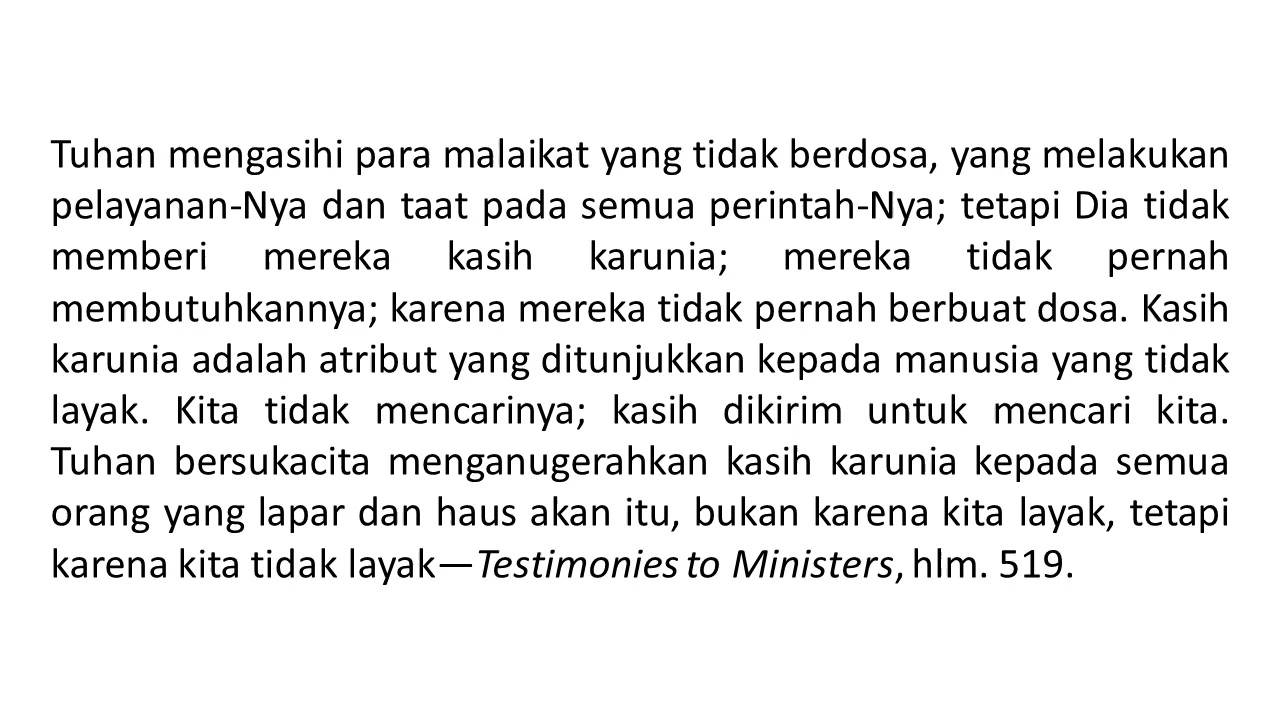 Tuhan mengasihi para malaikat yang tidak berdosa, yang melakukan
pelayanan-Nya dan taat pada semua perintah-Nya; tetapi Dia tidak
memberi mereka kasih karunia; mereka tidak pernah
membutuhkannya; karena mereka tidak pernah berbuat dosa. Kasih
karunia adalah atribut yang ditunjukkan kepada manusia yang tidak
layak. Kita tidak mencarinya; kasih dikirim untuk mencari kita.
Tuhan bersukacita menganugerahkan kasih karunia kepada semua
orang yang lapar dan haus akan itu, bukan karena kita layak, tetapi
karena kita tidak layak—Testimonies to Ministers, hlm. 519.